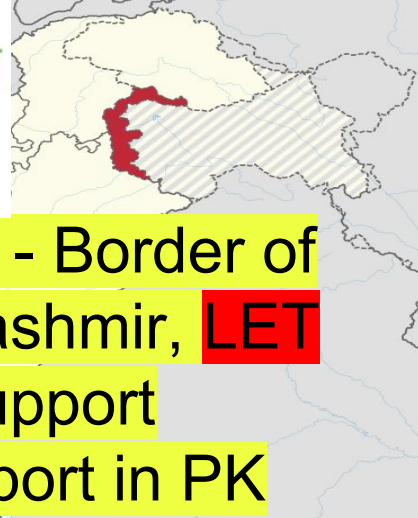 - Border of
ashmir, LET
upport
port in PK